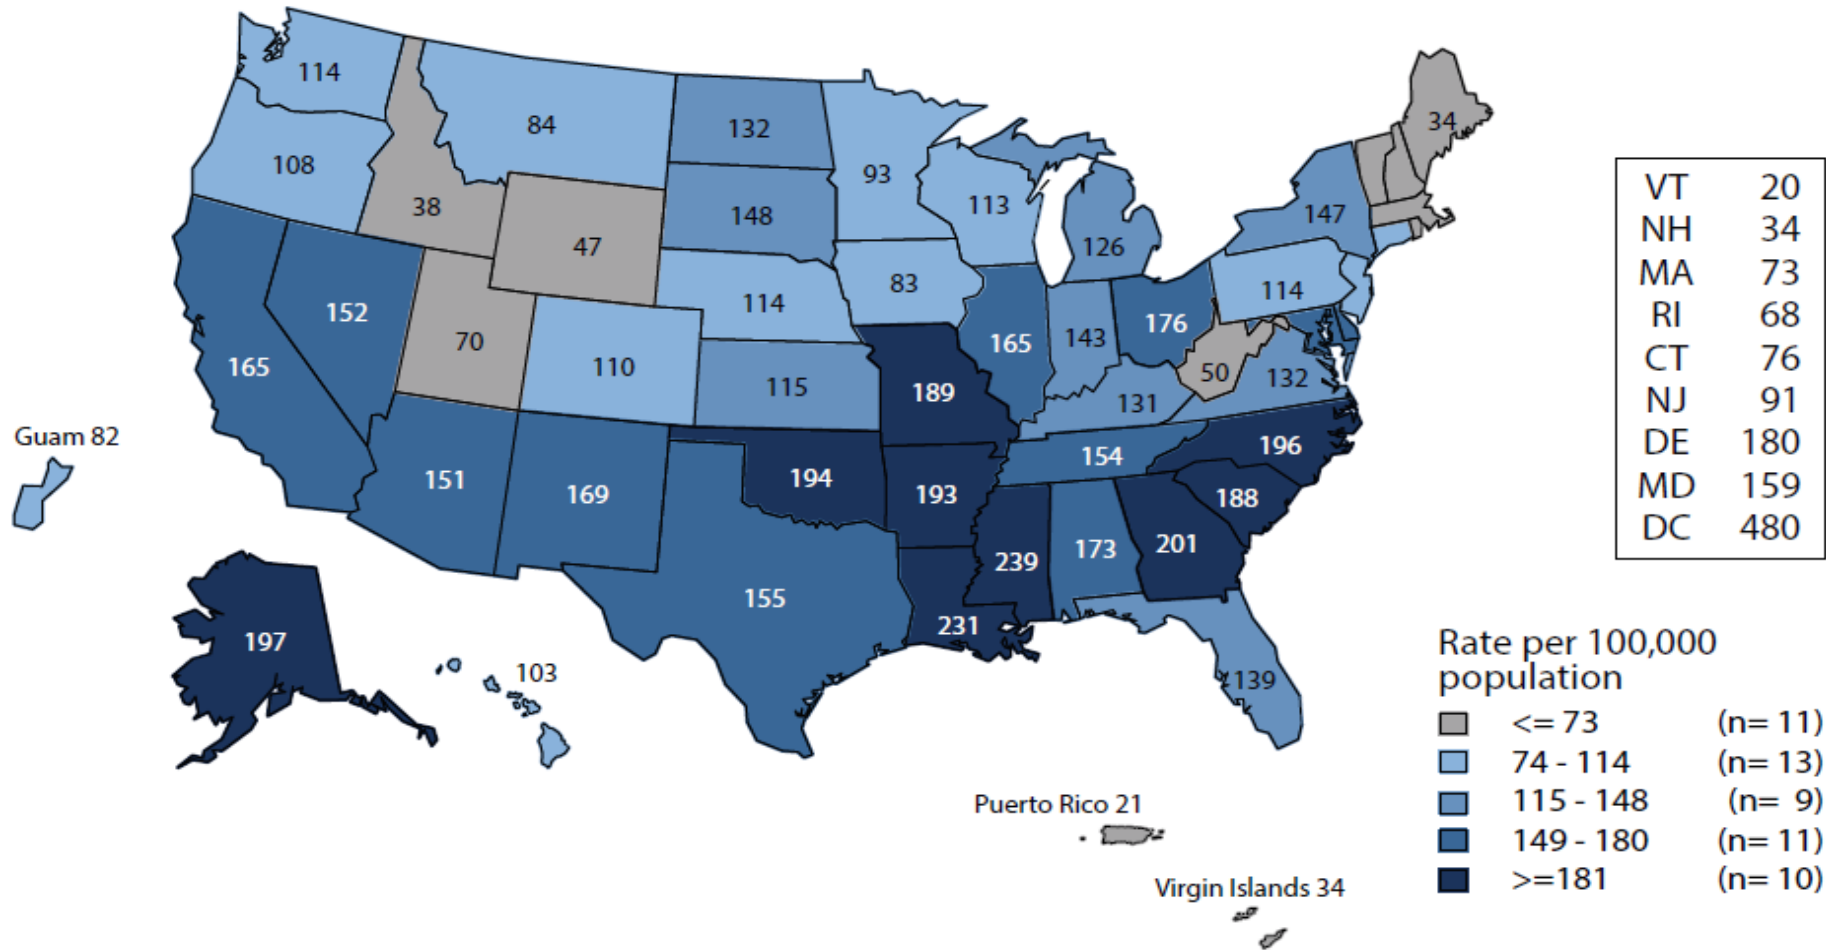 114
84
132
93
113
34
108
38
47
148
126
147
152
70
110
114
83
165
143
176
114
165
115
189
50
131
132
Guam 82
151
169
194
193
154
196
188
155
239
173
201
231
197
103
139
Puerto Rico 21
Virgin Islands 34
VT 20
NH 34
MA 73
RI 68
CT 76
NJ 91
DE 180
MD 159
DC 480
Rate per 100,000
population
<= 73 (n= 11)
74 - 114 (n= 13)
115 - 148 (n= 9)
149 - 180 (n= 11)
>=181 (n= 10)